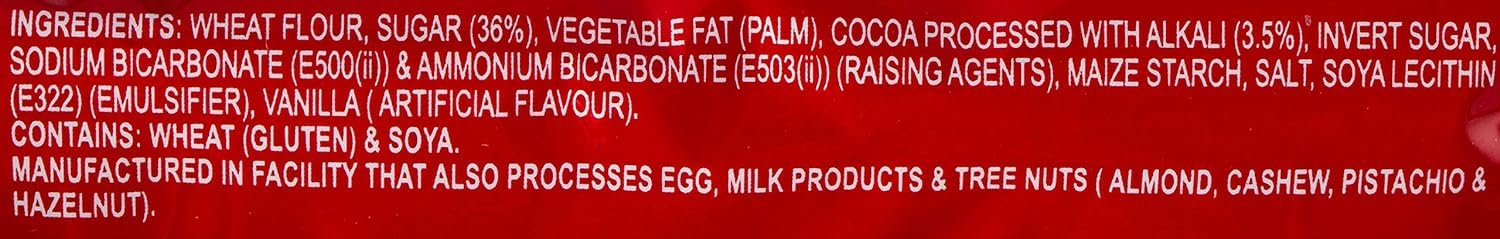 INGREDIENTS: WHEAT FLOUR, SUGAR (36%), VEGETABLE FAT (PALM), COCOA PROCESSED WITH ALKALI (3.5%), INVERT SUGAR,
SODIUM BICARBONATE (E500(ii)) & AMMONIUM BICARBONATE (E503(ii)) (RAISING AGENTS), MAIZE STARCH, SALT, SOYA LECITHIN
(E322) (EMULSIFIER), VANILLA ( ARTIFICIAL FLAVOUR).
CONTAINS: WHEAT (GLUTEN) & SOYA.
MANUFACTURED IN FACILITY THAT ALSO PROCESSES EGG, MILK PRODUCTS & TREE NUTS ( ALMOND, CASHEW, PISTACHIO &
HAZELNUT).